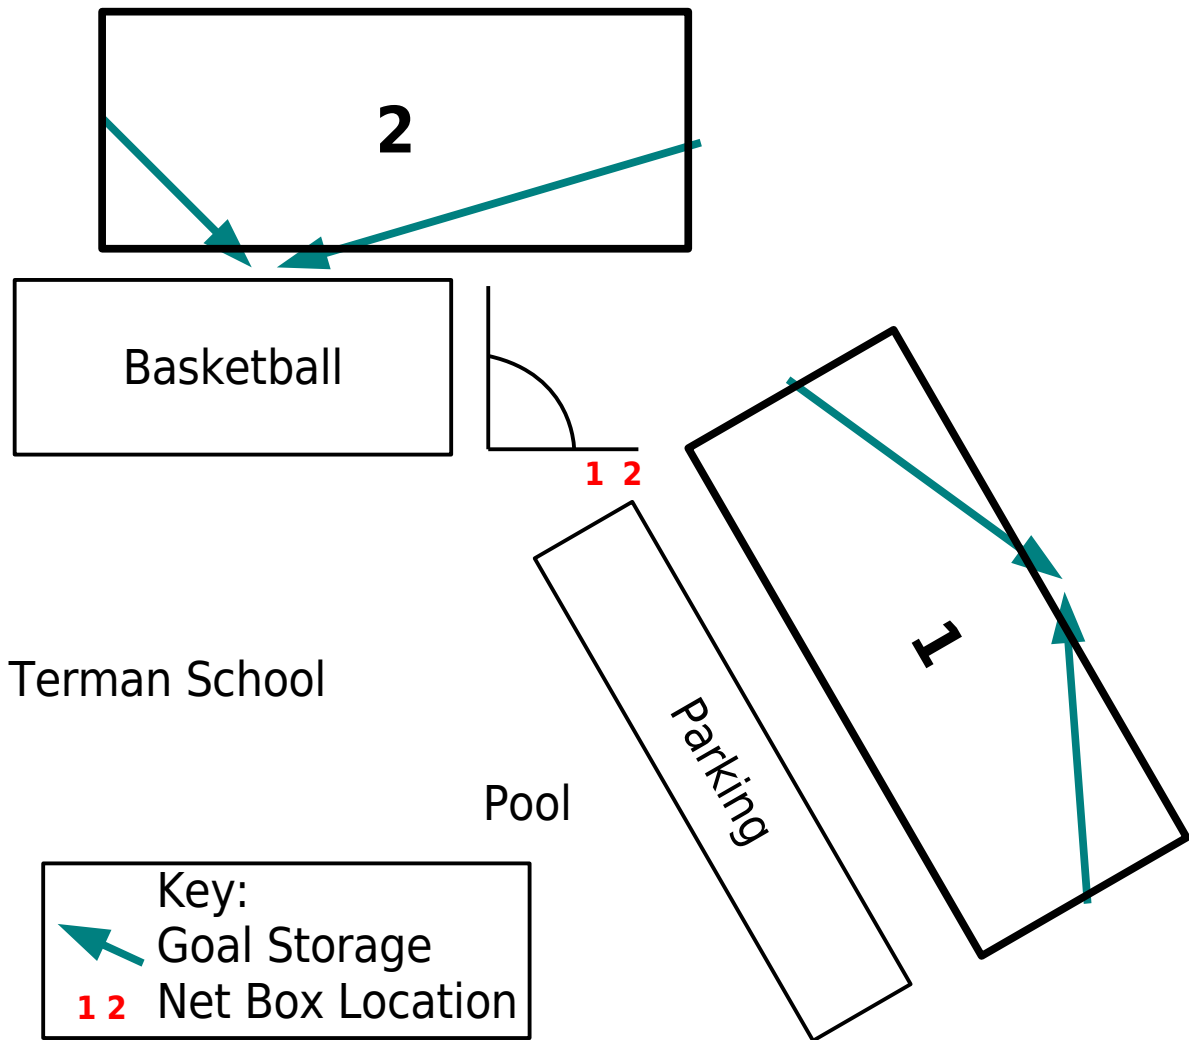 2
Basketball
1 2
1
Terman School
Parking
Pool
Key:
Goal Storage
1 2 Net Box Location